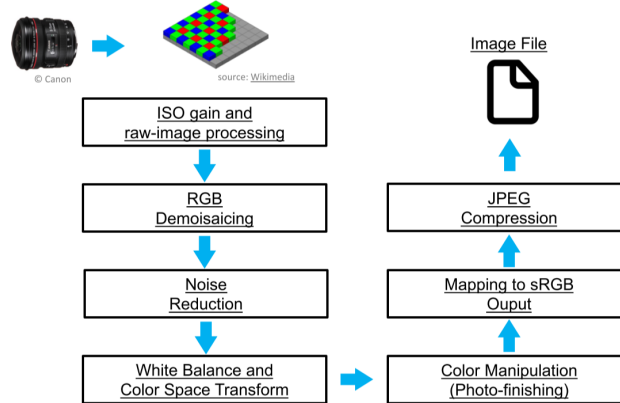 © Canon
source: Wikimedia
ISO gain and
raw-image processing
RGB
Demoisaicing
Noise
Reduction
White Balance and
Color Space Transform
Color Manipulation
(Photo-finishing)
Mapping to sRGB
Ouput
JPEG
Compression
Image File